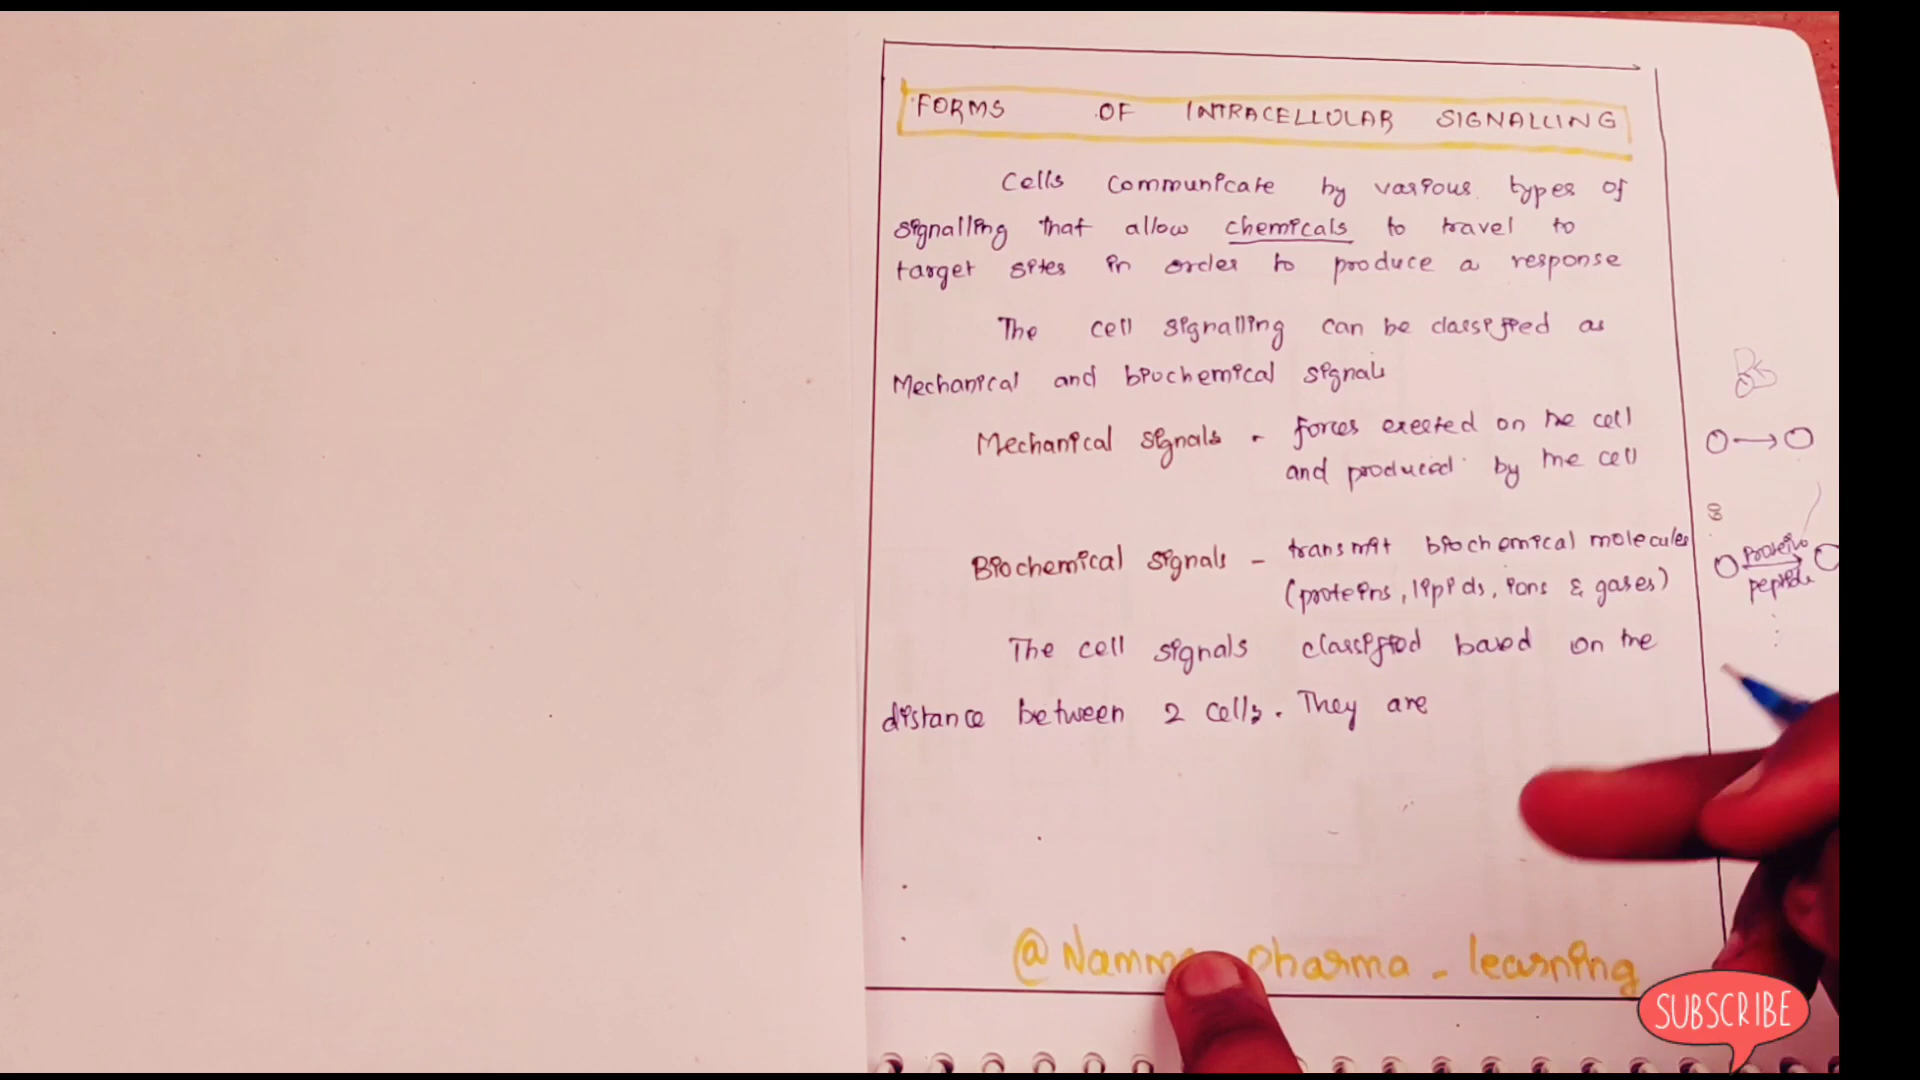 FORMS OF INTRACELLULAR SIGNALLING
Cells communicate by various types of
signalling that allow chemicals to travel to
target sites in order to produce a response
The cell signalling can be classified as
Mechanical and biochemical signals
Mechanical signals - forces exerted on the cell
and produced by the cell
Biochemical signals - transmit biochemical molecules
(proteins, lipids, ions & gases)
Protein
peptide
The cell signals classified based on the
distance between 2 cells. They are
@Namma pharma - learning
SUBSCRIBE